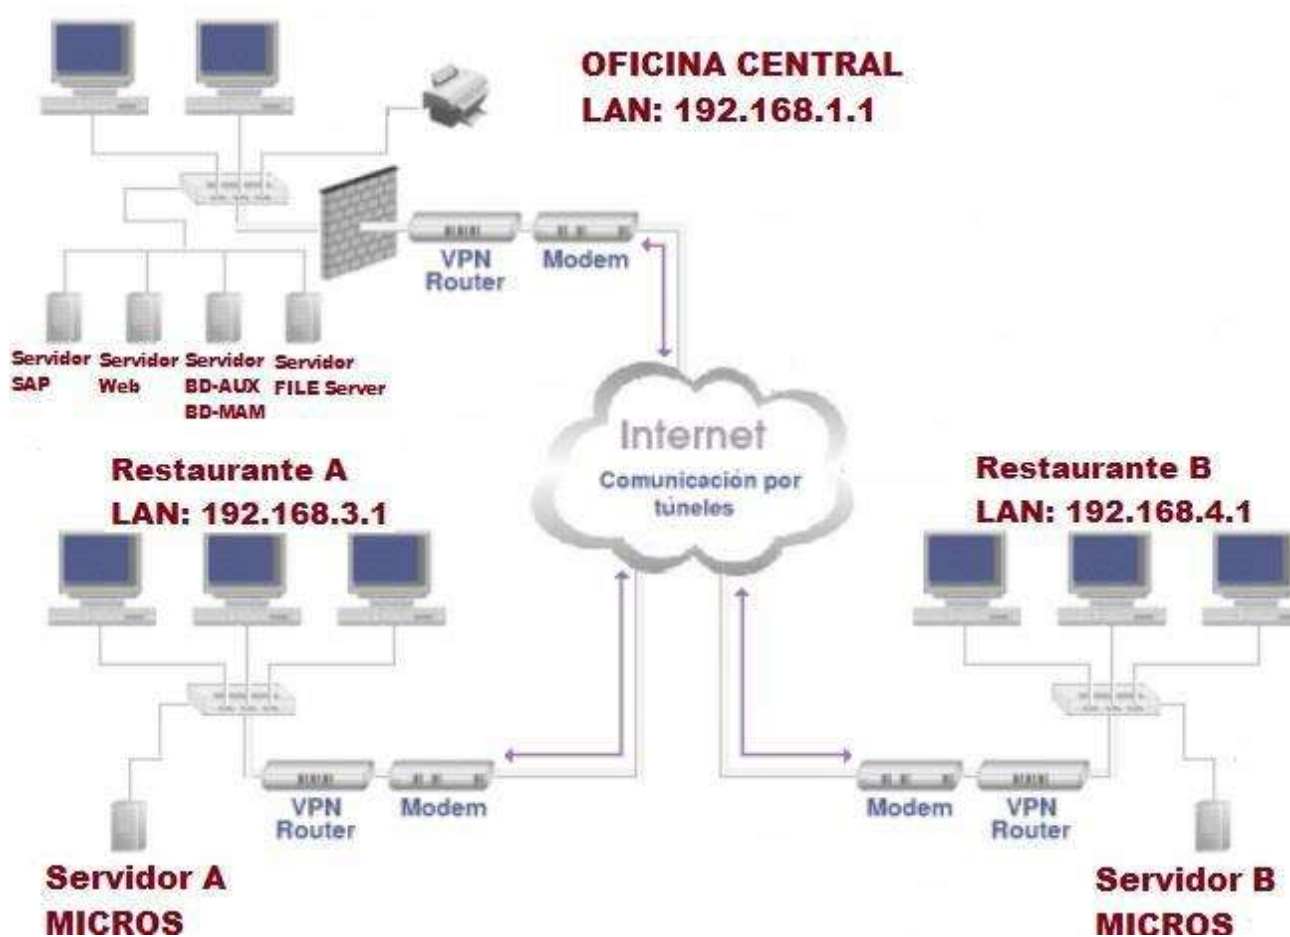 OFICINA CENTRAL
LAN: 192.168.1.1
VPN
Router
Modem
Servidor
SAP
Servidor
Web
Servidor
BD-AUX
BD-MAM
Servidor
FILE Server
Internet
Comunicación por
túneles
Restaurante A
LAN: 192.168.3.1
Restaurante B
LAN: 192.168.4.1
VPN
Router
Modem
Modem
VPN
Router
Servidor A
MICROS
Servidor B
MICROS